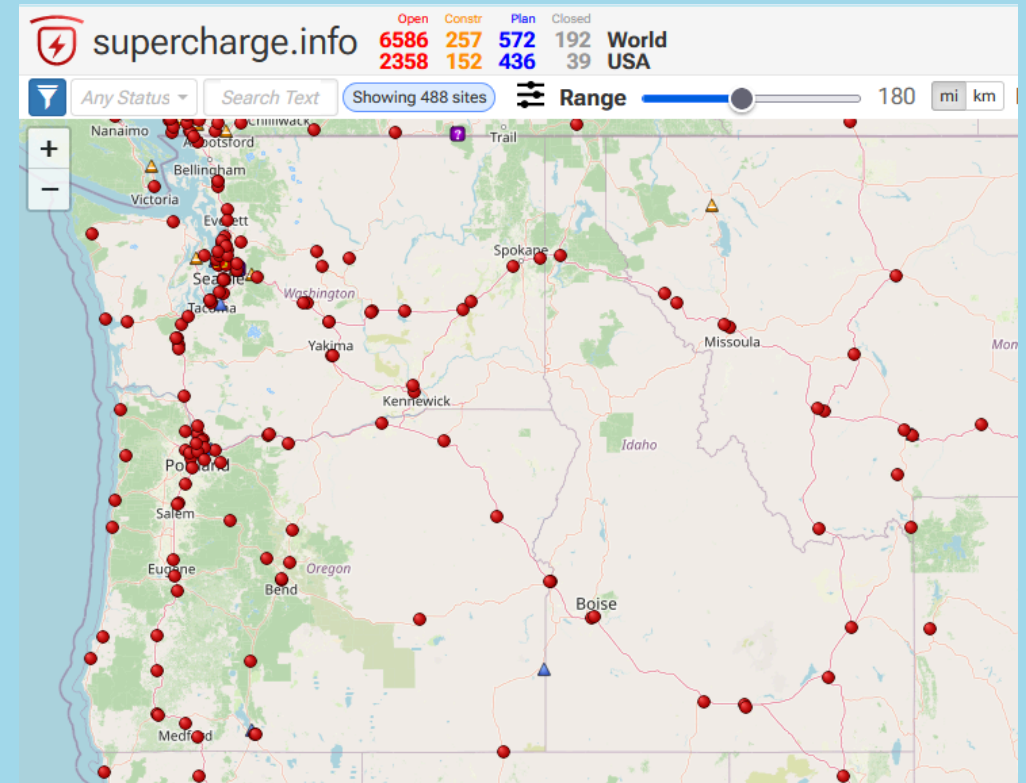 Open Constr Plan Closed
supercharge.info 6586 257 572 192 World
2358 152 436 39 USA
Any Status Search Text Showing 488 sites Range 180 mi km
Nanaimo
Chilliwack
Abbotsford
Trail
+
Bellingham
−
Victoria
Everett
Spokane
Seattle
Washington
Tacoma
Missoula
Yakima
Kennewick
Idaho
Portland
Salem
Eugene
Oregon
Bend
Boise
Medford
?